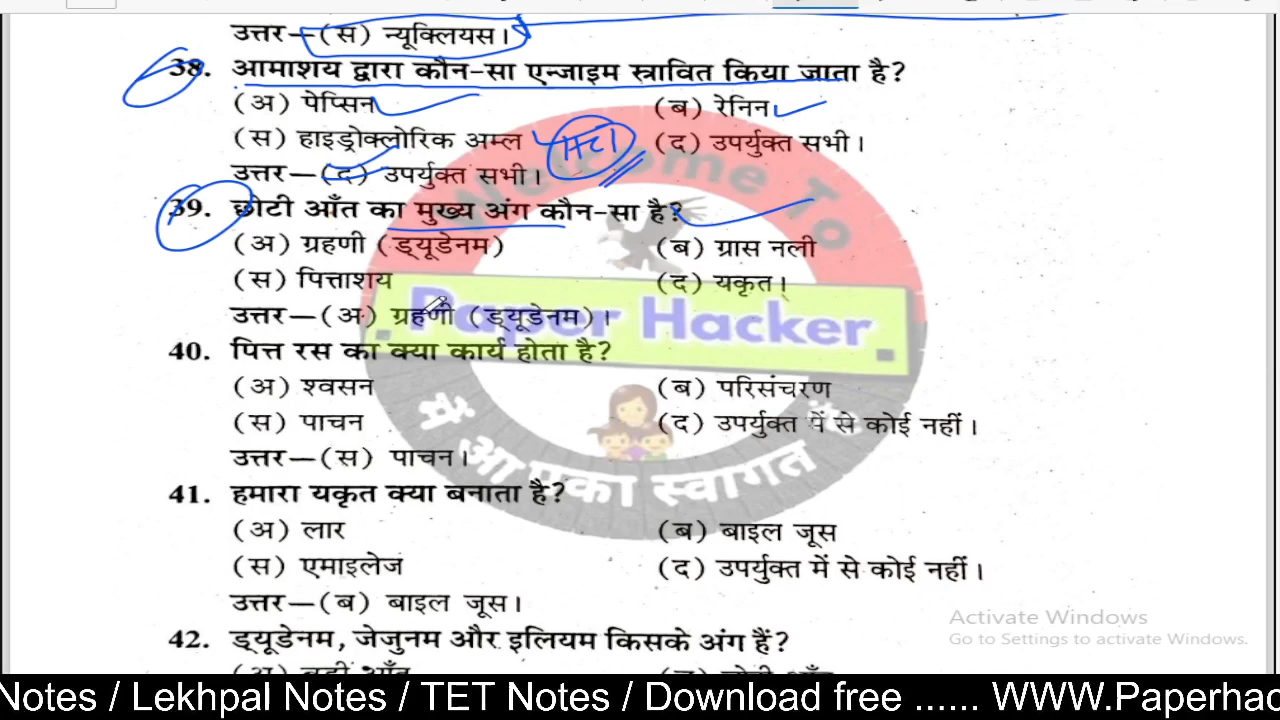 उत्तर—(स) न्यूक्लियस।
38. आमाशय द्वारा कौन-सा एन्जाइम स्त्रावित किया जाता है?
(अ) पेप्सिन (ब) रेनिन
(स) हाइड्रोक्लोरिक अम्ल HCl (द) उपर्युक्त सभी।
उत्तर—(द) उपर्युक्त सभी।
39. छोटी आँत का मुख्य अंग कौन-सा है?
(अ) ग्रहणी (ड्यूडेनम) (ब) ग्रास नली
(स) पित्ताशय (द) यकृत।
उत्तर—(अ) ग्रहणी (ड्यूडेनम)।
40. पित्त रस का क्या कार्य होता है?
(अ) श्वसन (ब) परिसंचरण
(स) पाचन (द) उपर्युक्त में से कोई नहीं।
उत्तर—(स) पाचन।
41. हमारा यकृत क्या बनाता है?
(अ) लार (ब) बाइल जूस
(स) एमाइलेज (द) उपर्युक्त में से कोई नहीं।
उत्तर—(ब) बाइल जूस।
42. ड्यूडेनम, जेजुनम और इलियम किसके अंग हैं?
Welcome To
Paper Hacker
में आपका स्वागत है
Activate Windows
Go to Settings to activate Windows.
Notes / Lekhpal Notes / TET Notes / Download free ...... WWW.Paperhac